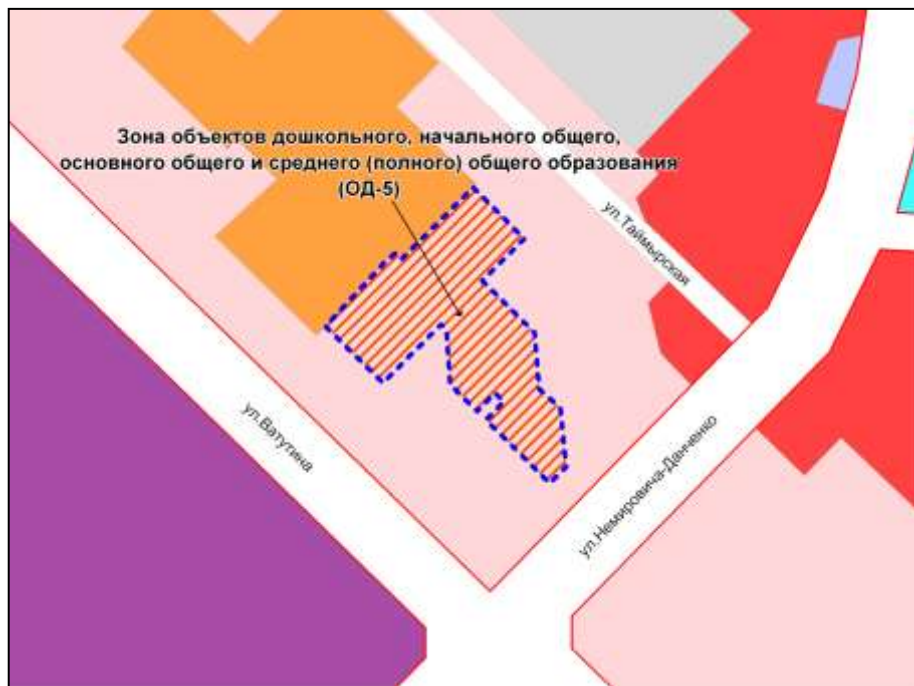 Зона объектов дошкольного, начального общего,
основного общего и среднего (полного) общего образования
(ОД-5)
ул.Таймырская
ул.Ватутина
ул.Немировича-Данченко